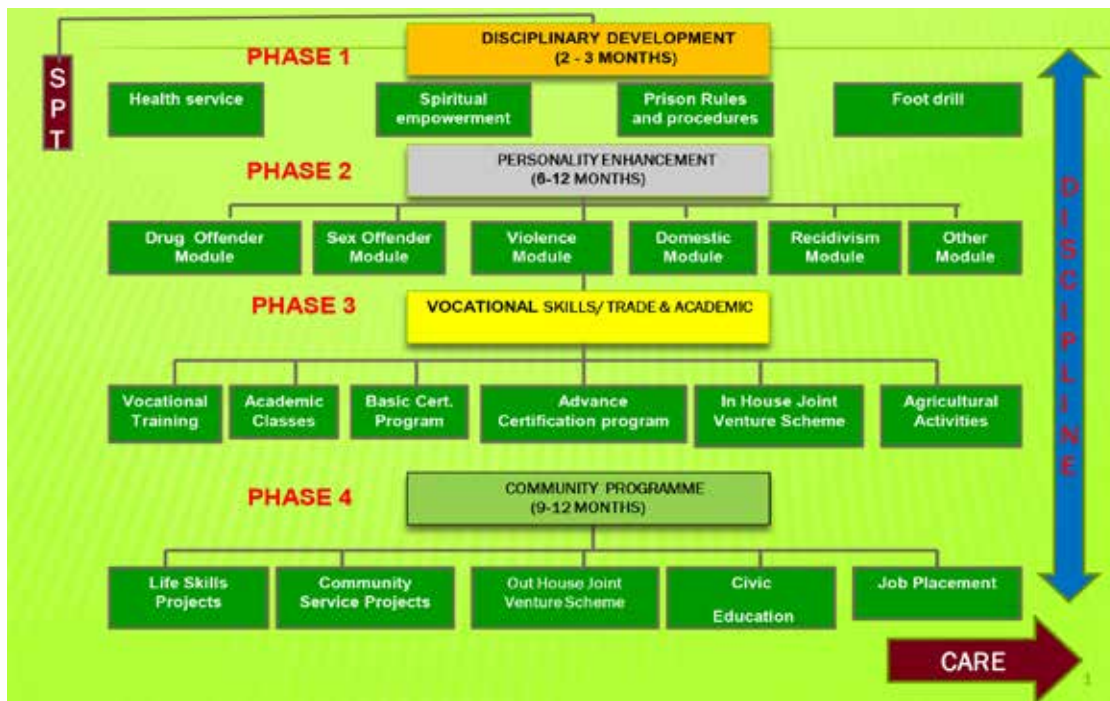 DISCIPLINARY DEVELOPMENT
(2 - 3 MONTHS)
PHASE 1
SPT
Health service
Spiritual
empowerment
Prison Rules
and procedures
Foot drill
PERSONALITY ENHANCEMENT
(6-12 MONTHS)
PHASE 2
Drug Offender
Module
Sex Offender
Module
Violence
Module
Domestic
Module
Recidivism
Module
Other
Module
PHASE 3
VOCATIONAL SKILLS/ TRADE & ACADEMIC
Vocational
Training
Academic
Classes
Basic Cert.
Program
Advance
Certification program
In House Joint
Venture Scheme
Agricultural
Activities
PHASE 4
COMMUNITY PROGRAMME
(9-12 MONTHS)
Life Skills
Projects
Community
Service Projects
Out House Joint
Venture Scheme
Civic
Education
Job Placement
DISCIPLINE
CARE
1